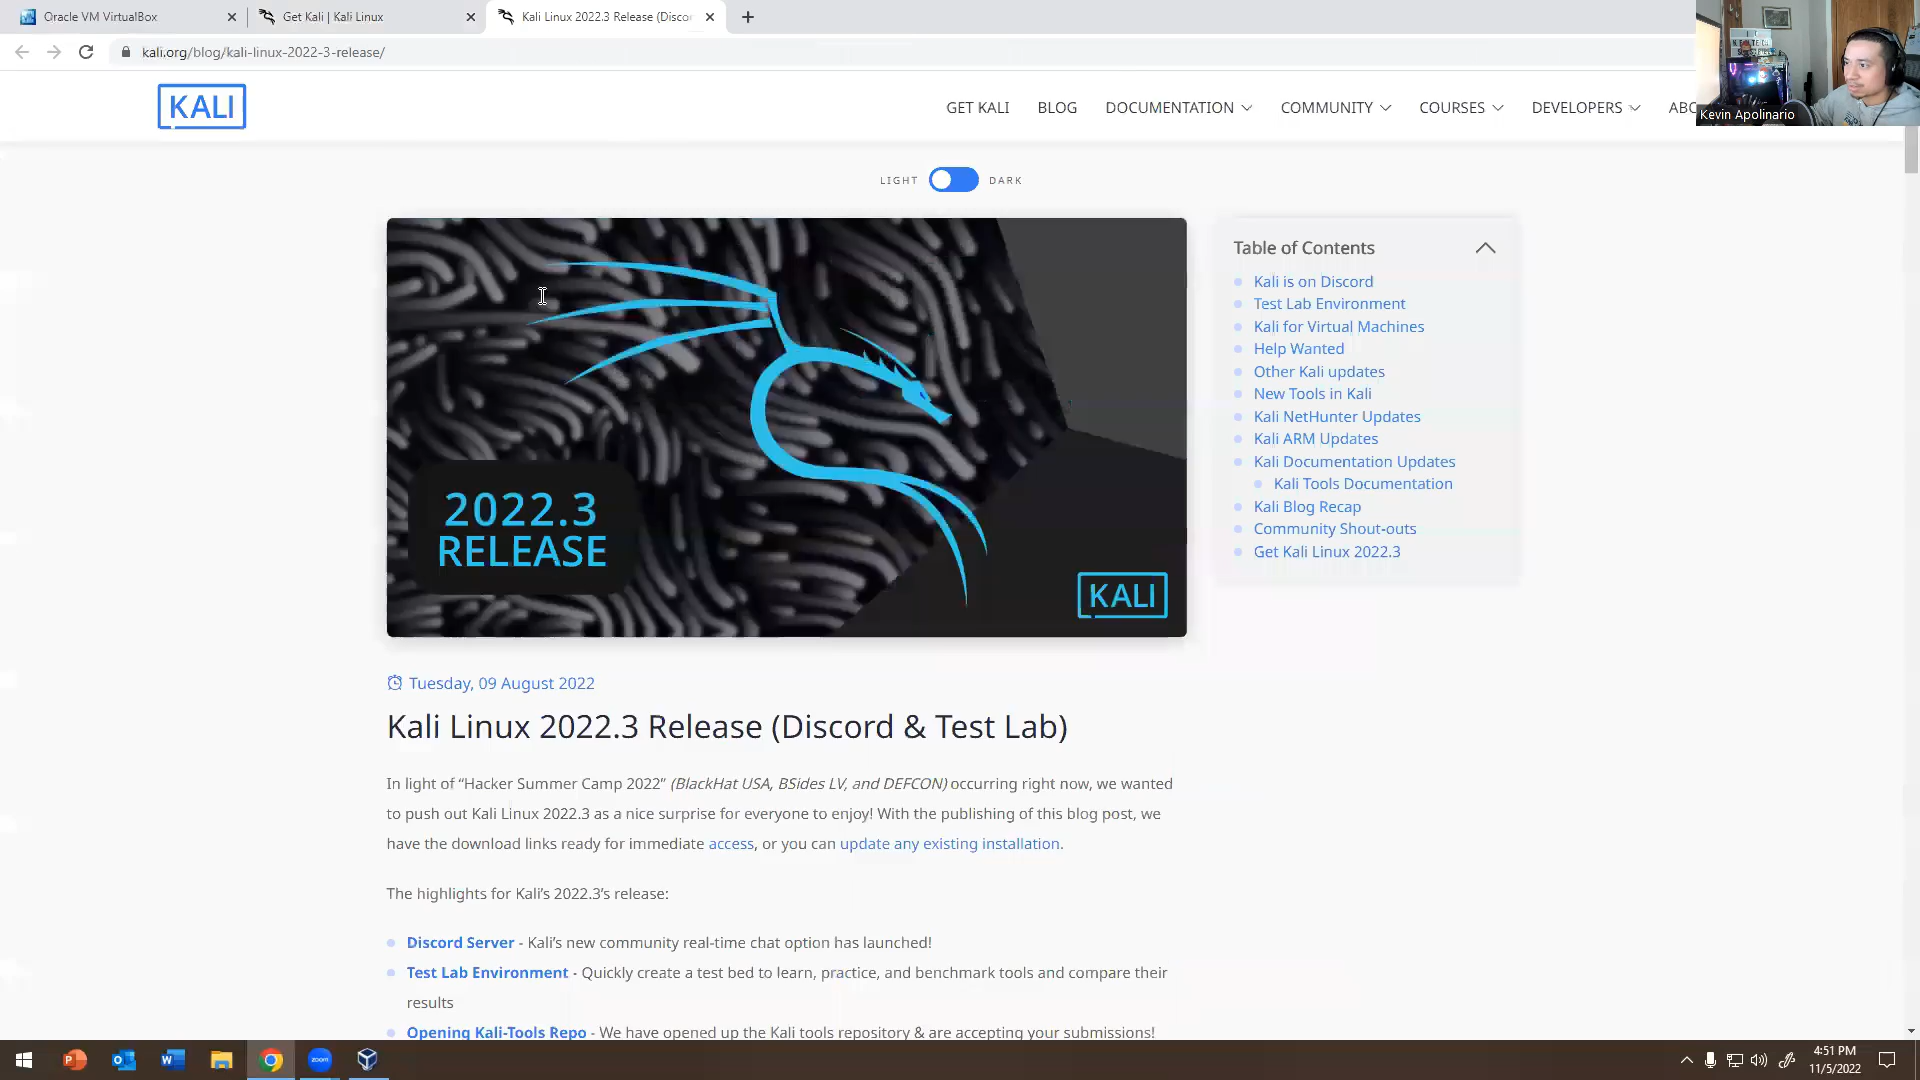 Oracle VM VirtualBox
Get Kali | Kali Linux
Kali Linux 2022.3 Release (Disco
kali.org/blog/kali-linux-2022-3-release/
KALI
GET KALI
BLOG
DOCUMENTATION
COMMUNITY
COURSES
DEVELOPERS
ABO
Kevin Apolinario
LIGHT
DARK
2022.3
RELEASE
KALI
Table of Contents
Kali is on Discord
Test Lab Environment
Kali for Virtual Machines
Help Wanted
Other Kali updates
New Tools in Kali
Kali NetHunter Updates
Kali ARM Updates
Kali Documentation Updates
Kali Tools Documentation
Kali Blog Recap
Community Shout-outs
Get Kali Linux 2022.3
Tuesday, 09 August 2022
Kali Linux 2022.3 Release (Discord & Test Lab)
In light of “Hacker Summer Camp 2022” (BlackHat USA, BSides LV, and DEFCON) occurring right now, we wanted
to push out Kali Linux 2022.3 as a nice surprise for everyone to enjoy! With the publishing of this blog post, we
have the download links ready for immediate access, or you can update any existing installation.
The highlights for Kali’s 2022.3’s release:
Discord Server - Kali’s new community real-time chat option has launched!
Test Lab Environment - Quickly create a test bed to learn, practice, and benchmark tools and compare their
results
Opening Kali-Tools Repo - We have opened up the Kali tools repository & are accepting your submissions!
zoom
4:51 PM
11/5/2022